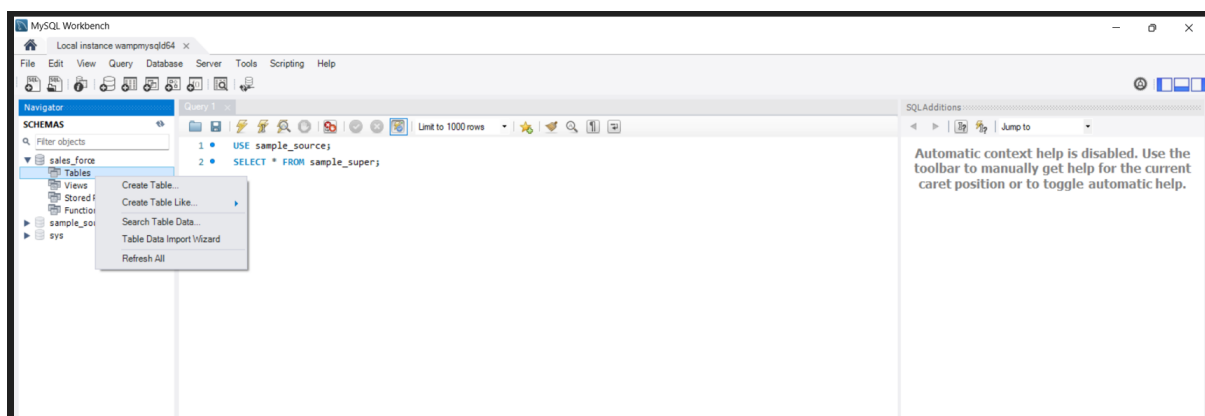 MySQL Workbench
Local instance wampmysqld64
File Edit View Query Database Server Tools Scripting Help
Navigator
SCHEMAS
Filter objects
sales_force
Tables
Views
Stored
Function
sample_sou
sys
Create Table...
Create Table Like...
Search Table Data...
Table Data Import Wizard
Refresh All
Query 1
Limit to 1000 rows
1 USE sample_source;
2 SELECT * FROM sample_super;
SQLAdditions
Jump to
Automatic context help is disabled. Use the
toolbar to manually get help for the current
caret position or to toggle automatic help.